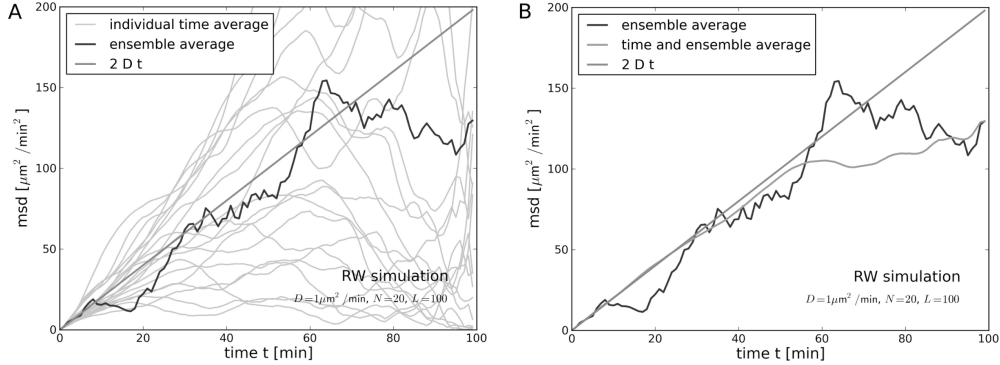 A
200
150
100
50
0
msd [μm² /min² ]
individual time average
ensemble average
2 D t
RW simulation
D=1μm² /min, N=20, L=100
0 20 40 60 80 100
time t [min]
B
200
150
100
50
0
msd [μm² /min² ]
ensemble average
time and ensemble average
2 D t
RW simulation
D=1μm² /min, N=20, L=100
0 20 40 60 80 100
time t [min]